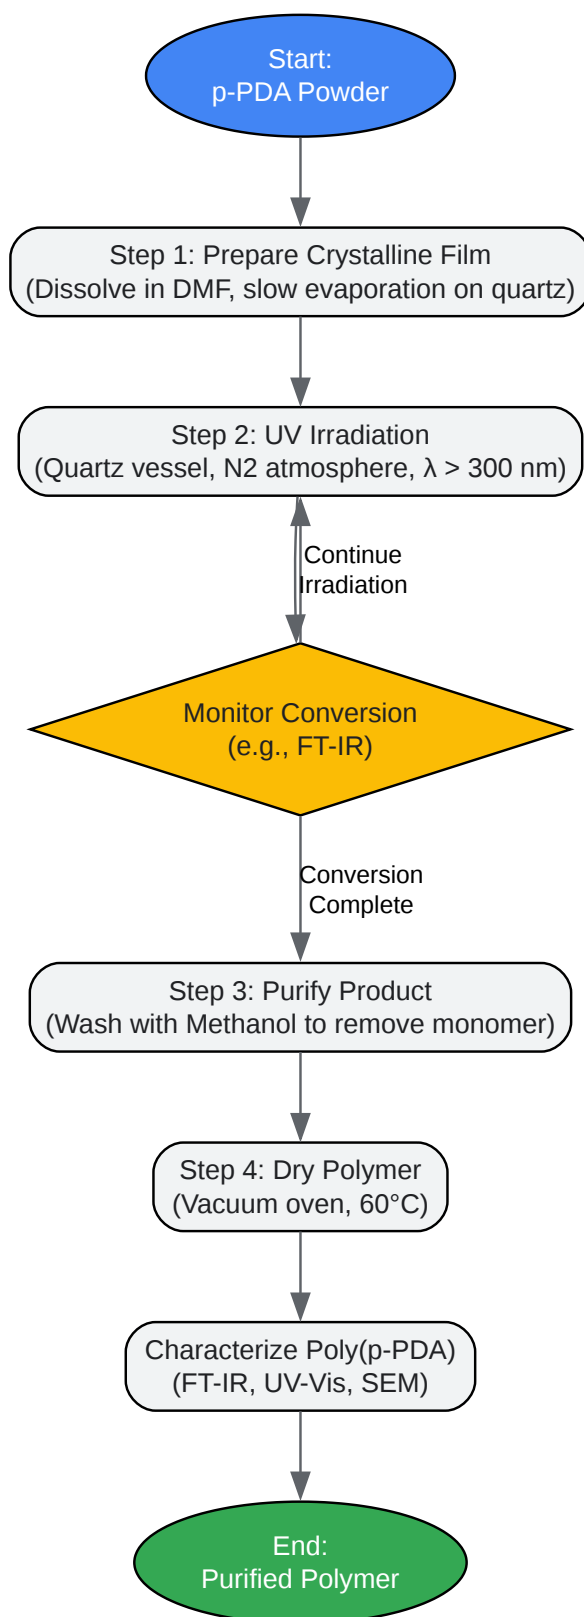 Start:
p-PDA Powder
Step 1: Prepare Crystalline Film
(Dissolve in DMF, slow evaporation on quartz)
Step 2: UV Irradiation
(Quartz vessel, N2 atmosphere, λ > 300 nm)
Continue
Irradiation
Monitor Conversion
(e.g., FT-IR)
Conversion
Complete
Step 3: Purify Product
(Wash with Methanol to remove monomer)
Step 4: Dry Polymer
(Vacuum oven, 60°C)
Characterize Poly(p-PDA)
(FT-IR, UV-Vis, SEM)
End:
Purified Polymer